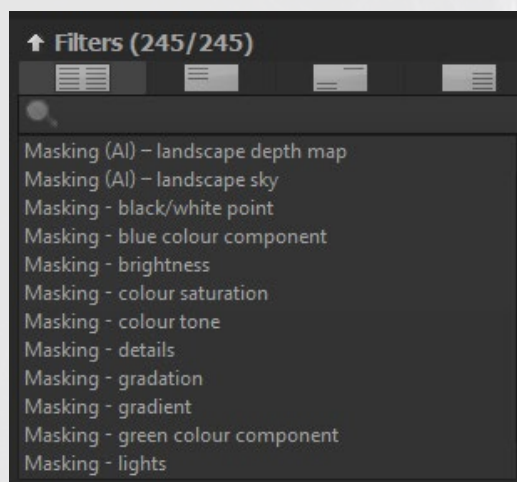 Filters (245/245)
Masking (AI) – landscape depth map
Masking (AI) – landscape sky
Masking - black/white point
Masking - blue colour component
Masking - brightness
Masking - colour saturation
Masking - colour tone
Masking - details
Masking - gradation
Masking - gradient
Masking - green colour component
Masking - lights